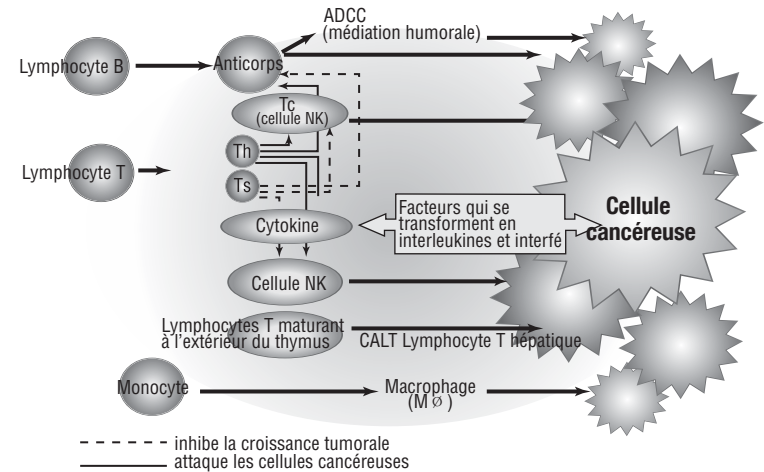 ADCC
(médiation humorale)
Lymphocyte B
Anticorps
Tc
(cellule NK)
Th
Lymphocyte T
Ts
Cytokine
Facteurs qui se
transforment en
interleukines et interfé
Cellule
cancéreuse
Cellule NK
Lymphocytes T maturant
à l'extérieur du thymus
CALT Lymphocyte T hépatique
Monocyte
Macrophage
(M ø )
inhibe la croissance tumorale
attaque les cellules cancéreuses